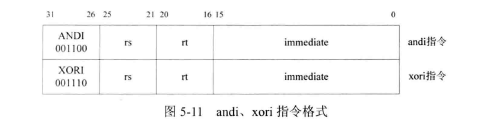 31 26 25 21 20 16 15 0
ANDI
001100 rs rt immediate andi指令
XORI
001110 rs rt immediate xori指令
图 5-11 andi、xori 指令格式